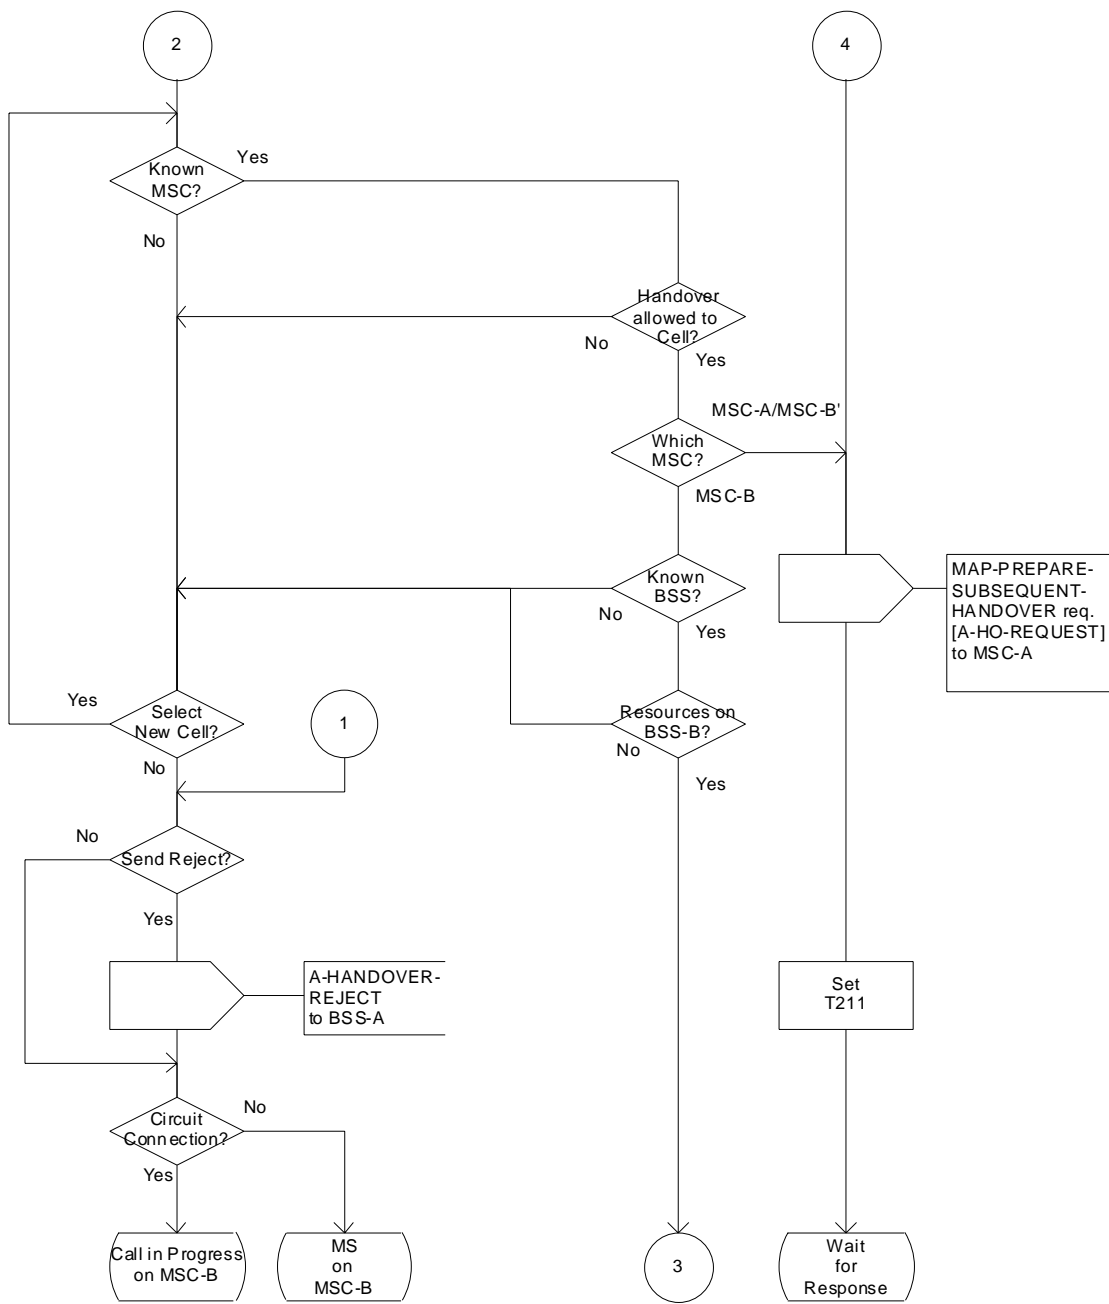 2
4
Known
MSC?
Yes
No
Handover
allowed to
Cell?
No
Yes
MSC-A/MSC-B'
Which
MSC?
MSC-B
Known
BSS?
No
Yes
MAP-PREPARE-
SUBSEQUENT-
HANDOVER req.
[A-HO-REQUEST]
to MSC-A
Yes
Select
New Cell?
No
1
Resources on
BSS-B?
No
Yes
No
Send Reject?
Yes
A-HANDOVER-
REJECT
to BSS-A
Set
T211
Circuit
Connection?
No
Yes
Call in Progress
on MSC-B
MS
on
MSC-B
3
Wait
for
Response